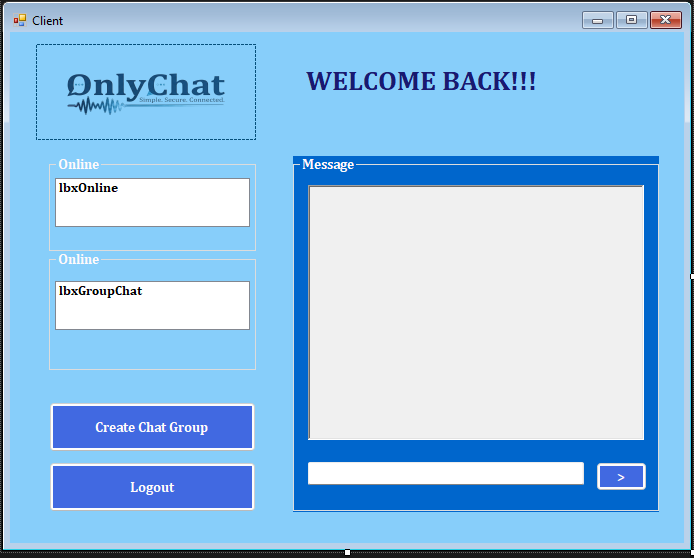 Client
OnlyChat
Simple. Secure. Connected.
WELCOME BACK!!!
Online
lbxOnline
Online
lbxGroupChat
Create Chat Group
Logout
Message
>